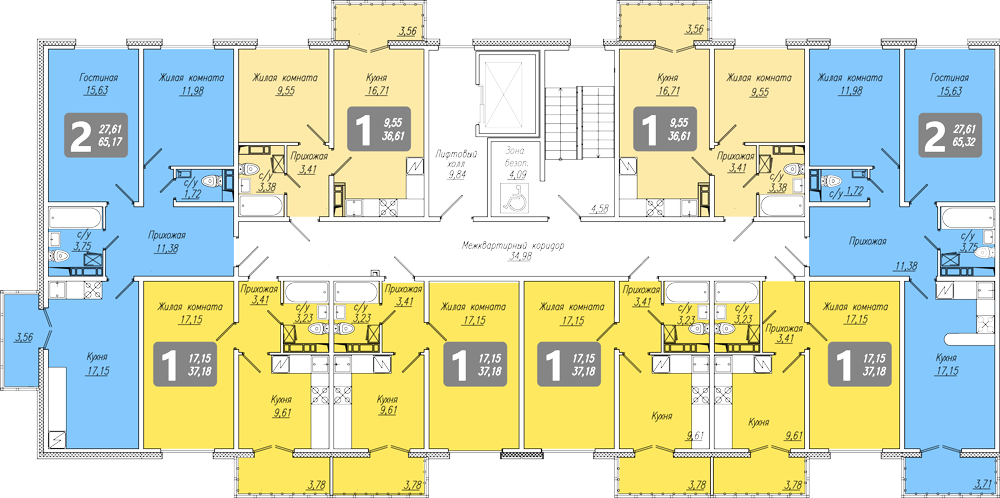 3,56
3,56
Гостиная
15,63
Жилая комната
11,98
Жилая комната
9,55
Кухня
16,71
Кухня
16,71
Жилая комната
9,55
Жилая комната
11,98
Гостиная
15,63
2
27,61
65,17
1
9,55
36,61
1
9,55
36,61
2
27,61
65,32
Прихожая
3,41
Лифтовый
холл
9,84
Зона
безоп.
4,09
Прихожая
3,41
с/у
1,72
с/у
3,38
с/у
3,38
с/у
1,72
4,58
с/у
3,75
Прихожая
11,38
Межквартирный коридор
34,98
Прихожая
11,38
с/у
3,75
Жилая комната
17,15
Прихожая
3,41
с/у
3,23
с/у
3,23
Прихожая
3,41
Жилая комната
17,15
Жилая комната
17,15
Прихожая
3,41
с/у
3,23
с/у
3,23
Прихожая
3,41
Жилая комната
17,15
3,56
Кухня
17,15
1
17,15
37,18
1
17,15
37,18
1
17,15
37,18
1
17,15
37,18
Кухня
17,15
Кухня
9,61
Кухня
9,61
Кухня
9,61
Кухня
9,61
3,78
3,78
3,78
3,78
3,71